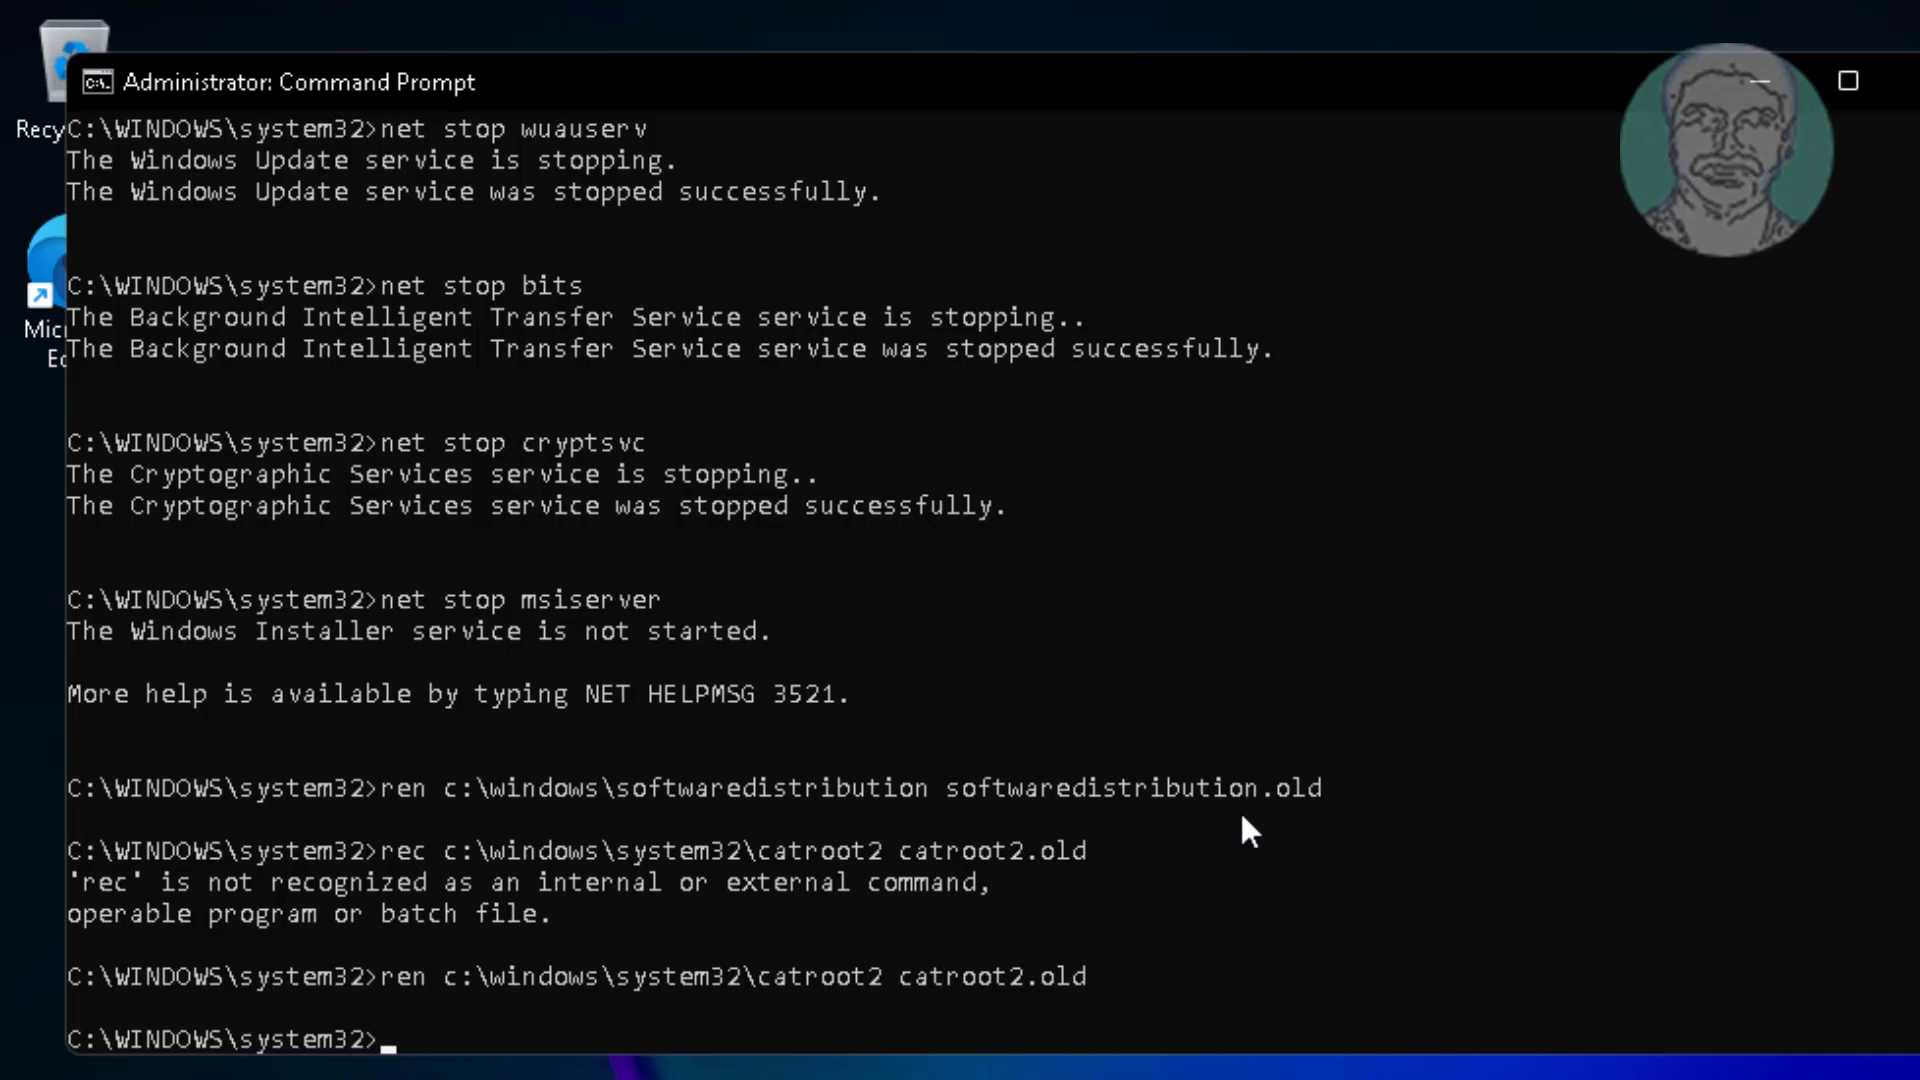 Administrator: Command Prompt
Recy
Mic
Ec
C:\WINDOWS\system32>net stop wuauserv
The Windows Update service is stopping.
The Windows Update service was stopped successfully.
C:\WINDOWS\system32>net stop bits
The Background Intelligent Transfer Service service is stopping..
The Background Intelligent Transfer Service service was stopped successfully.
C:\WINDOWS\system32>net stop cryptsvc
The Cryptographic Services service is stopping..
The Cryptographic Services service was stopped successfully.
C:\WINDOWS\system32>net stop msiserver
The Windows Installer service is not started.
More help is available by typing NET HELPMSG 3521.
C:\WINDOWS\system32>ren c:\windows\softwaredistribution softwaredistribution.old
C:\WINDOWS\system32>rec c:\windows\system32\catroot2 catroot2.old
'rec' is not recognized as an internal or external command,
operable program or batch file.
C:\WINDOWS\system32>ren c:\windows\system32\catroot2 catroot2.old
C:\WINDOWS\system32>